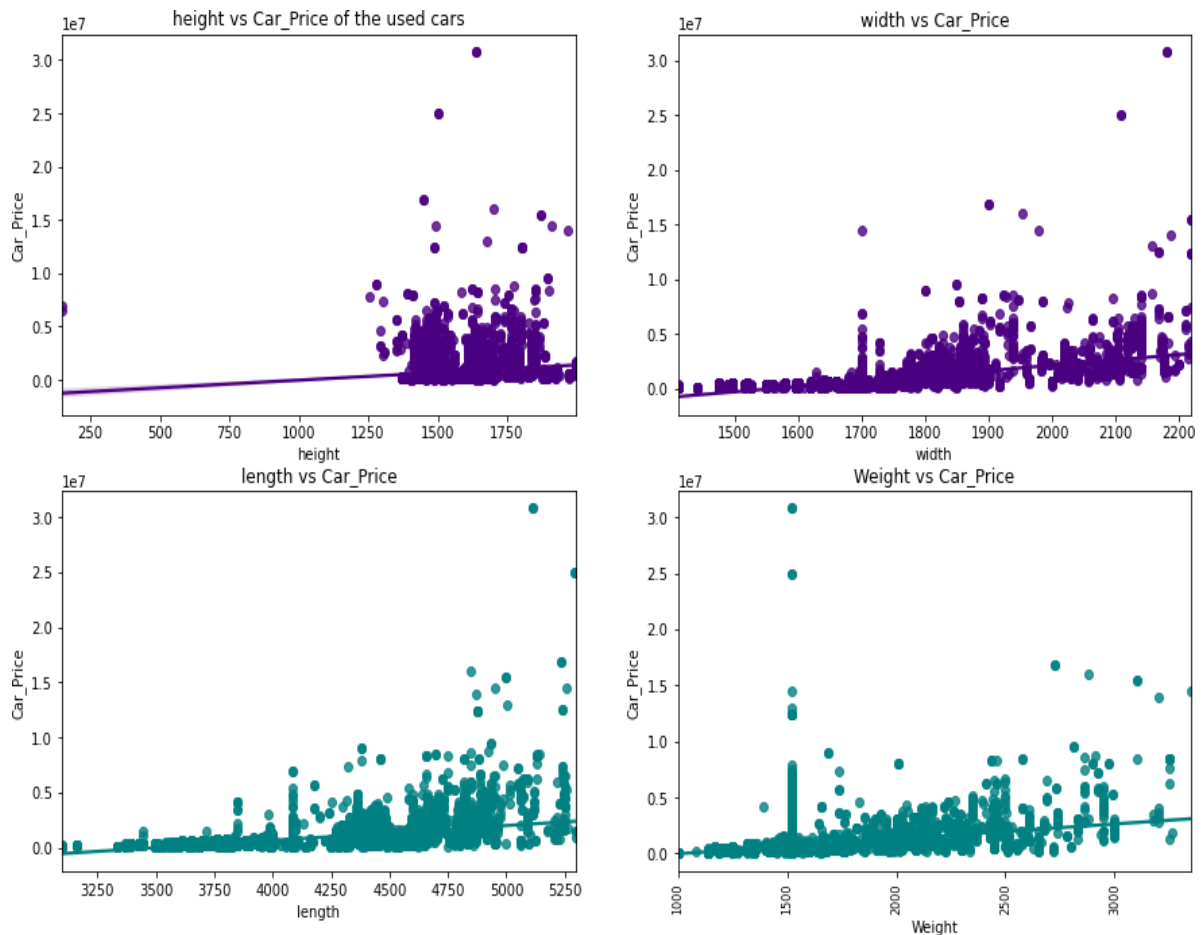 height vs Car_Price of the used cars
1e7
3.0
2.5
2.0
1.5
1.0
0.5
0.0
Car_Price
250 500 750 1000 1250 1500 1750
height
width vs Car_Price
1e7
3.0
2.5
2.0
1.5
1.0
0.5
0.0
Car_Price
1500 1600 1700 1800 1900 2000 2100 2200
width
length vs Car_Price
1e7
3.0
2.5
2.0
1.5
1.0
0.5
0.0
Car_Price
3250 3500 3750 4000 4250 4500 4750 5000 5250
length
Weight vs Car_Price
1e7
3.0
2.5
2.0
1.5
1.0
0.5
0.0
Car_Price
1000 1500 2000 2500 3000
Weight